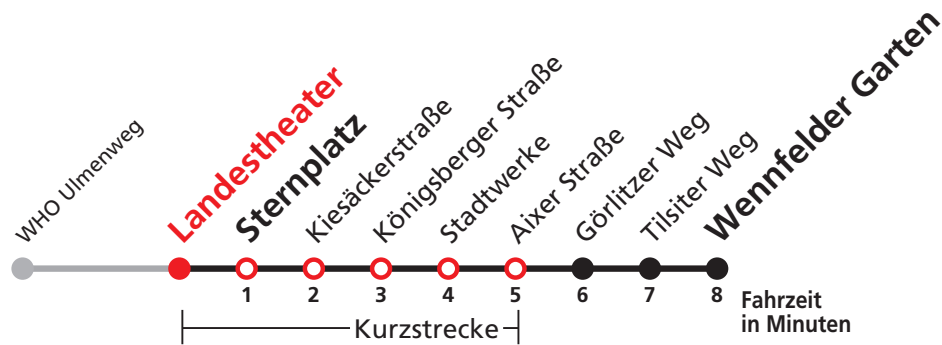 WHO Ulmenweg
Landestheater
Sternplatz
Kiesäckerstraße
Königsberger Straße
Stadtwerke
Aixer Straße
Görlitzer Weg
Tilsiter Weg
Wennfelder Garten
1 2 3 4 5 6 7 8
Fahrzeit
in Minuten
Kurzstrecke